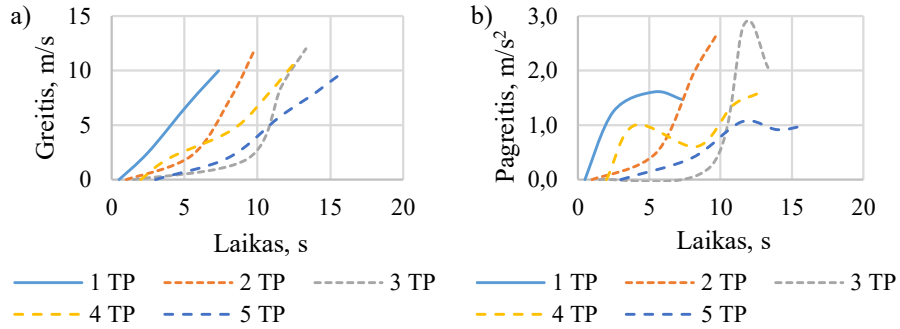 a)
Greitis, m/s
15
10
5
0
0 5 10 15 20
Laikas, s
1 TP 2 TP 3 TP
4 TP 5 TP
b)
Pagreitis, m/s²
3,0
2,0
1,0
0,0
0 5 10 15 20
Laikas, s
1 TP 2 TP 3 TP
4 TP 5 TP